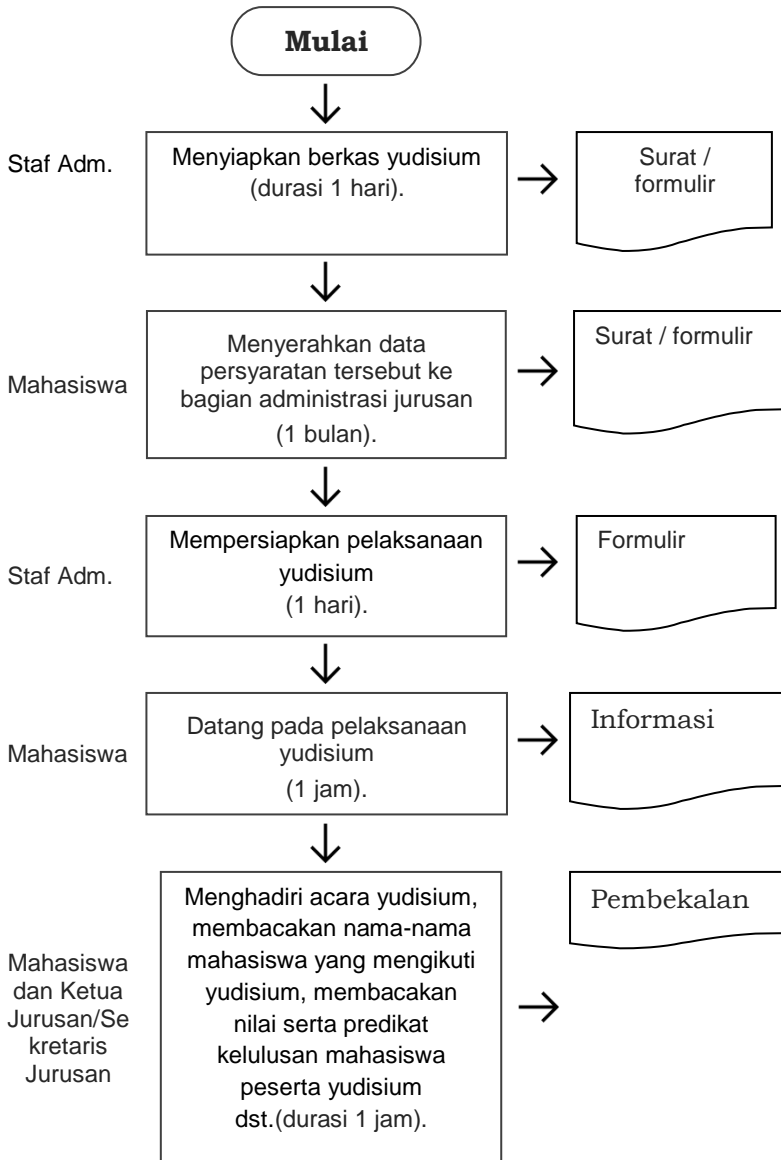 Mulai
Staf Adm.
Menyiapkan berkas yudisium
(durasi 1 hari).
Surat /
formulir
Mahasiswa
Menyerahkan data
persyaratan tersebut ke
bagian administrasi jurusan
(1 bulan).
Surat / formulir
Staf Adm.
Mempersiapkan pelaksanaan
yudisium
(1 hari).
Formulir
Mahasiswa
Datang pada pelaksanaan
yudisium
(1 jam).
Informasi
Mahasiswa
dan Ketua
Jurusan/Se
kretaris
Jurusan
Menghadiri acara yudisium,
membacakan nama-nama
mahasiswa yang mengikuti
yudisium, membacakan
nilai serta predikat
kelulusan mahasiswa
peserta yudisium
dst.(durasi 1 jam).
Pembekalan